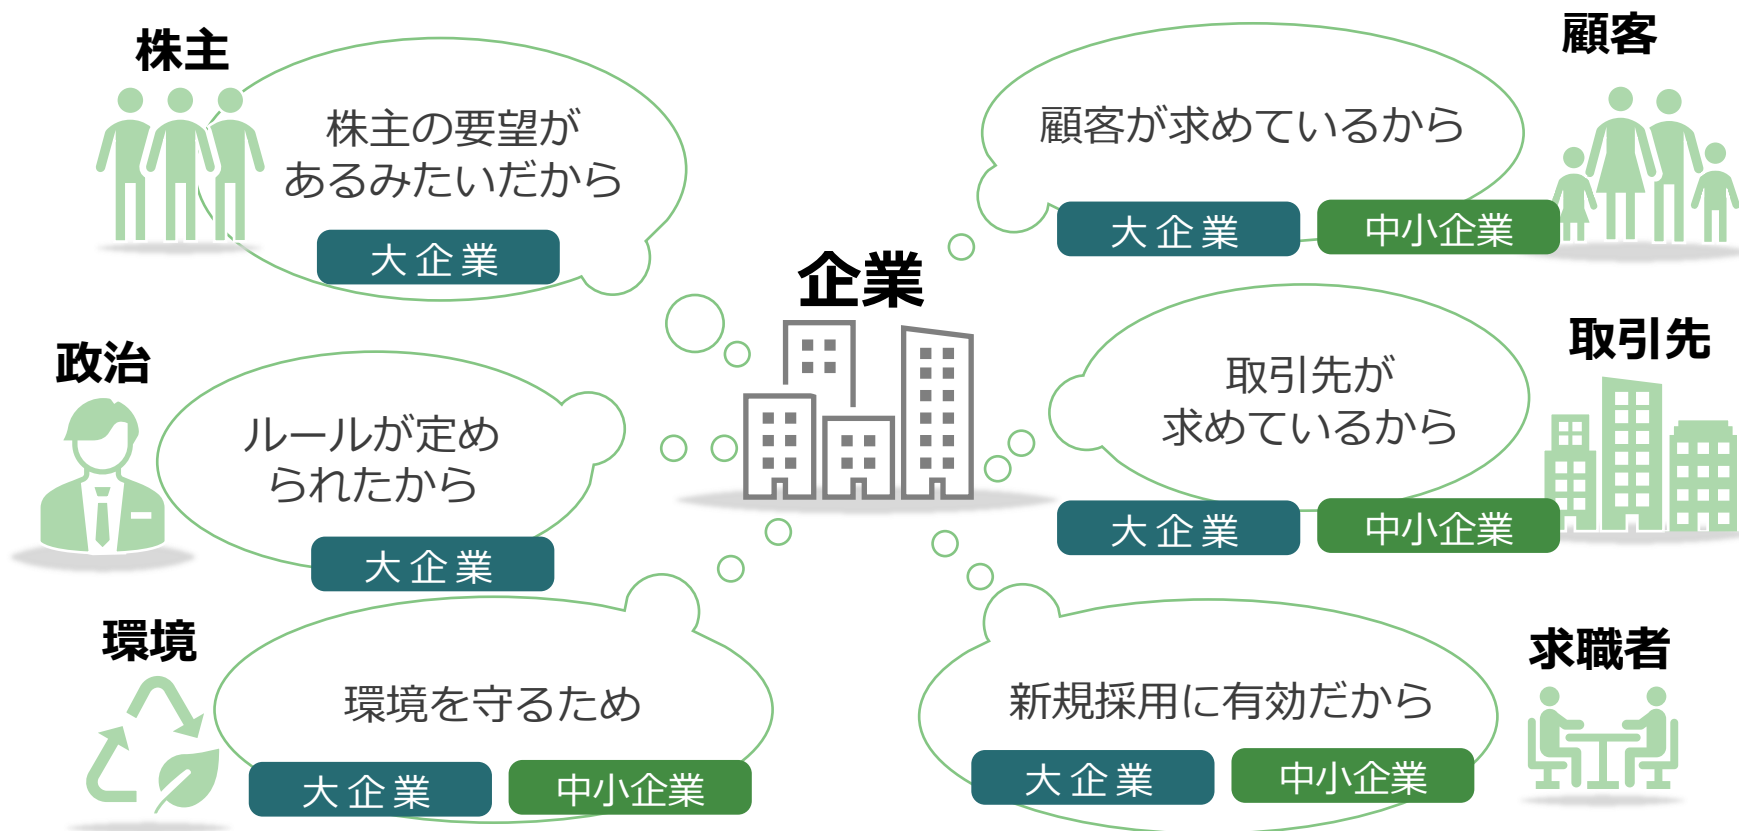 株主
株主の要望が
あるみたいだから
大企業
政治
ルールが定め
られたから
大企業
環境
環境を守るため
大企業
中小企業
企業
顧客
顧客が求めているから
大企業
中小企業
取引先
取引先が
求めているから
大企業
中小企業
求職者
新規採用に有効だから
大企業
中小企業